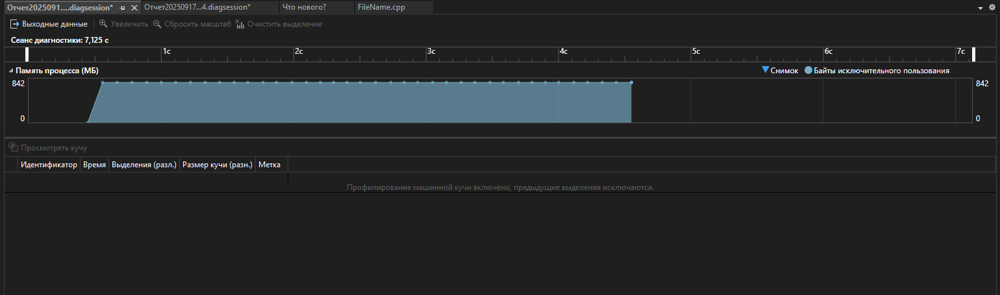 Отчет2025091....diagsession* Отчет20250917...4.diagsession* Что нового? FileName.cpp
Выходные данные Увеличить Сбросить масштаб Очистить выделение
Сеанс диагностики: 7,125 с
1с 2с 3с 4с 5с 6с 7с
Память процесса (МБ) Снимок Байты исключительного пользования
842 842
0 0
Просмотреть кучу
Идентификатор Время Выделения (разл.) Размер кучи (разн.) Метка
Профилирование машинной кучи включено, предыдущие выделения исключаются.